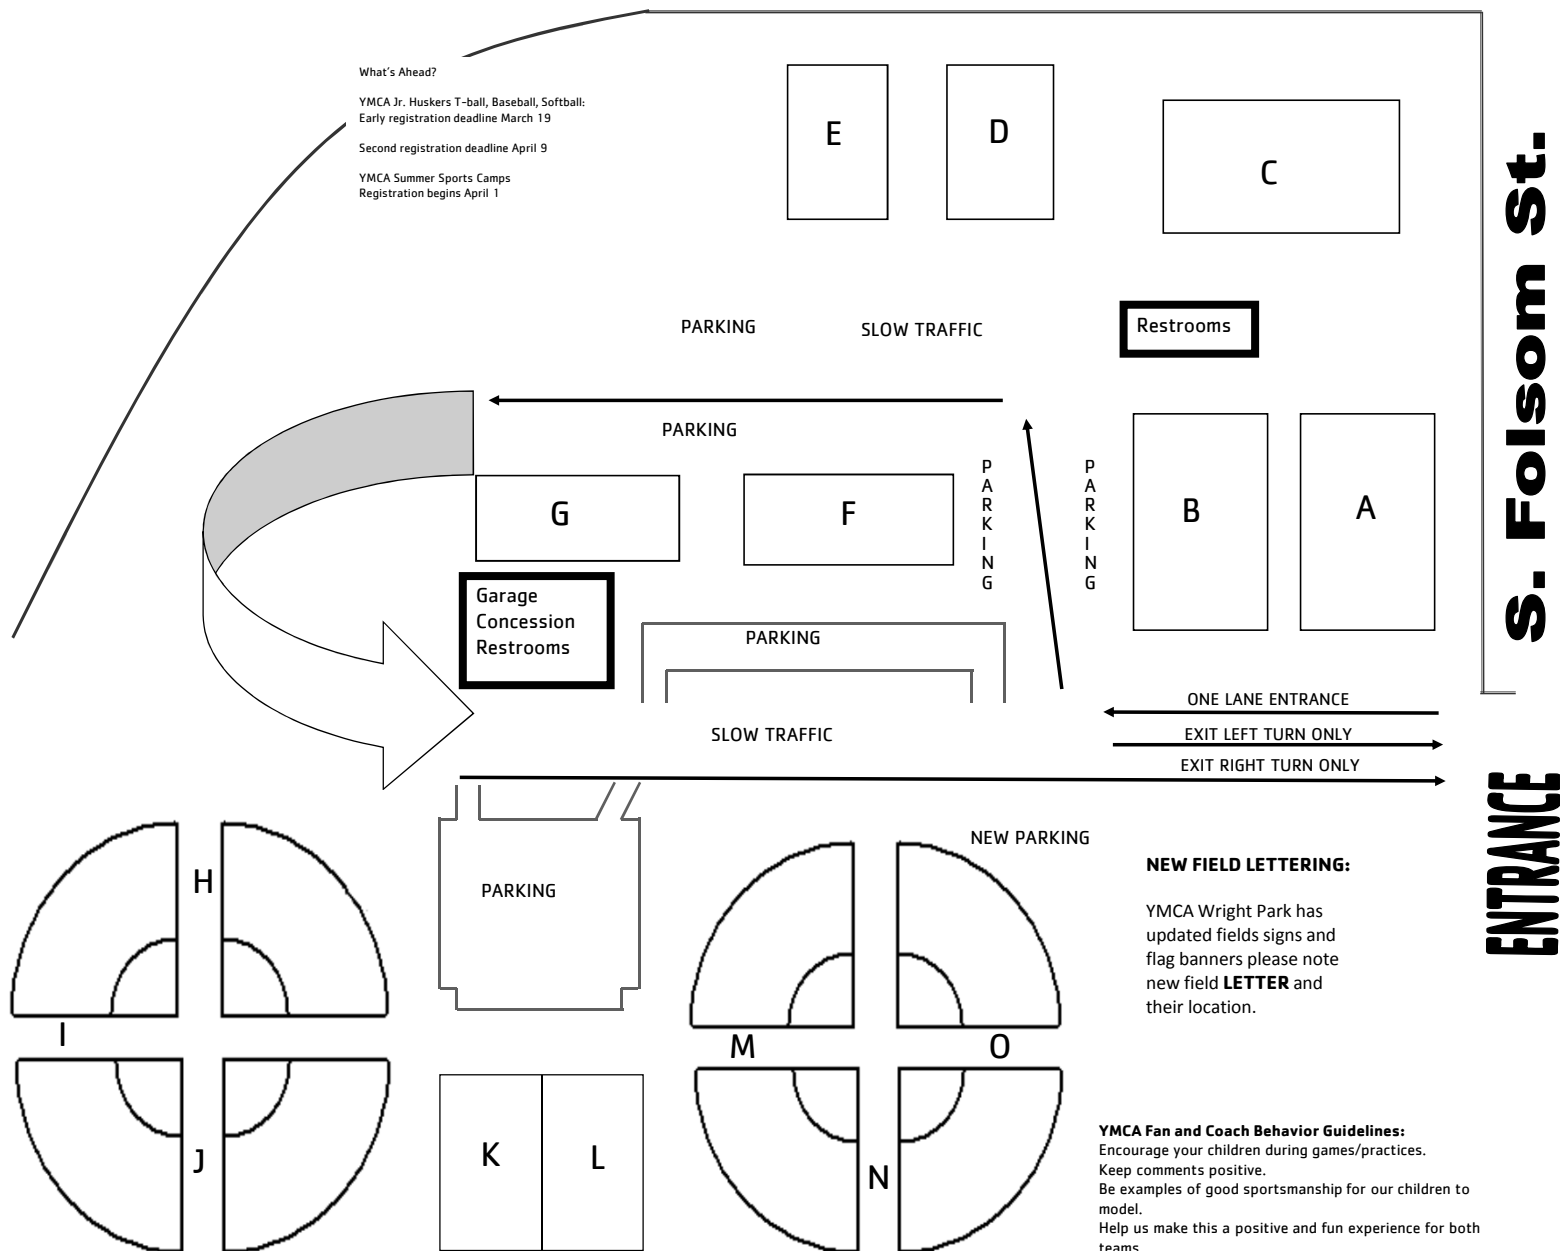 What's Ahead?
YMCA Jr. Huskers T-ball, Baseball, Softball:
Early registration deadline March 19
Second registration deadline April 9
YMCA Summer Sports Camps
Registration begins April 1
E
D
C
S. Folsom St.
PARKING
SLOW TRAFFIC
Restrooms
PARKING
PARKING
PARKING
G
F
B
A
Garage
Concession
Restrooms
PARKING
ONE LANE ENTRANCE
SLOW TRAFFIC
EXIT LEFT TURN ONLY
EXIT RIGHT TURN ONLY
ENTRANCE
NEW PARKING
H
PARKING
NEW FIELD LETTERING:
YMCA Wright Park has
updated fields signs and
flag banners please note
new field LETTER and
their location.
I
M
O
J
K
L
N
YMCA Fan and Coach Behavior Guidelines:
Encourage your children during games/practices.
Keep comments positive.
Be examples of good sportsmanship for our children to
model.
Help us make this a positive and fun experience for both
teams